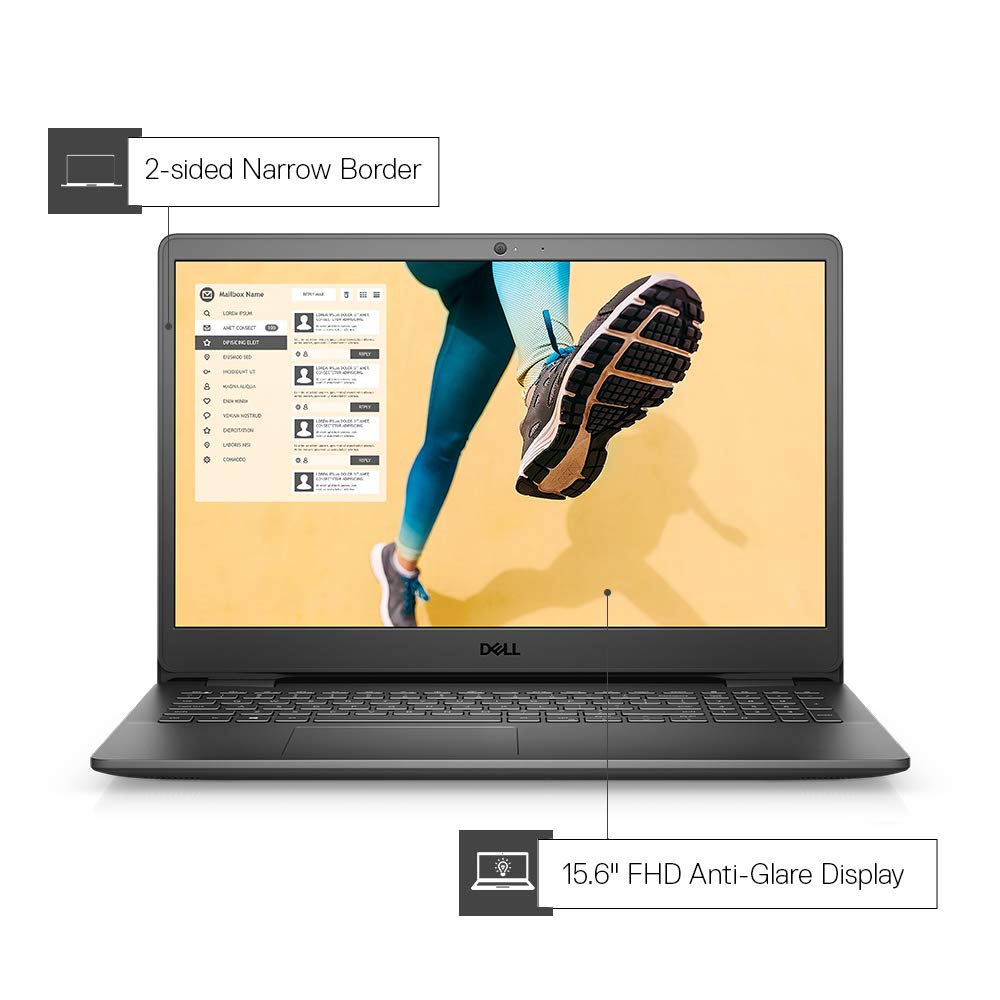 2-sided Narrow Border
Mailbox Name
REPLY MAIL
LOREM IPSUM
AMET CONSECT
DIPISICING ELEIT
EIUSMOD SED
INCIDIDUNT UT
MAGNA ALIQUA
ENIM MINIM
VENIAM NOSTRUD
EXERCITATION
LABORIS NISI
COMMODO
LOREM IPSUM DOLOR SIT AMET,
CONSECTETUR ADIPISICING.
REPLY
LOREM IPSUM DOLOR SIT AMET,
CONSECTETUR ADIPISICING.
REPLY
LOREM IPSUM DOLOR SIT AMET,
CONSECTETUR ADIPISICING.
REPLY
LOREM IPSUM DOLOR SIT AMET,
CONSECTETUR ADIPISICING.
DELL
15.6" FHD Anti-Glare Display